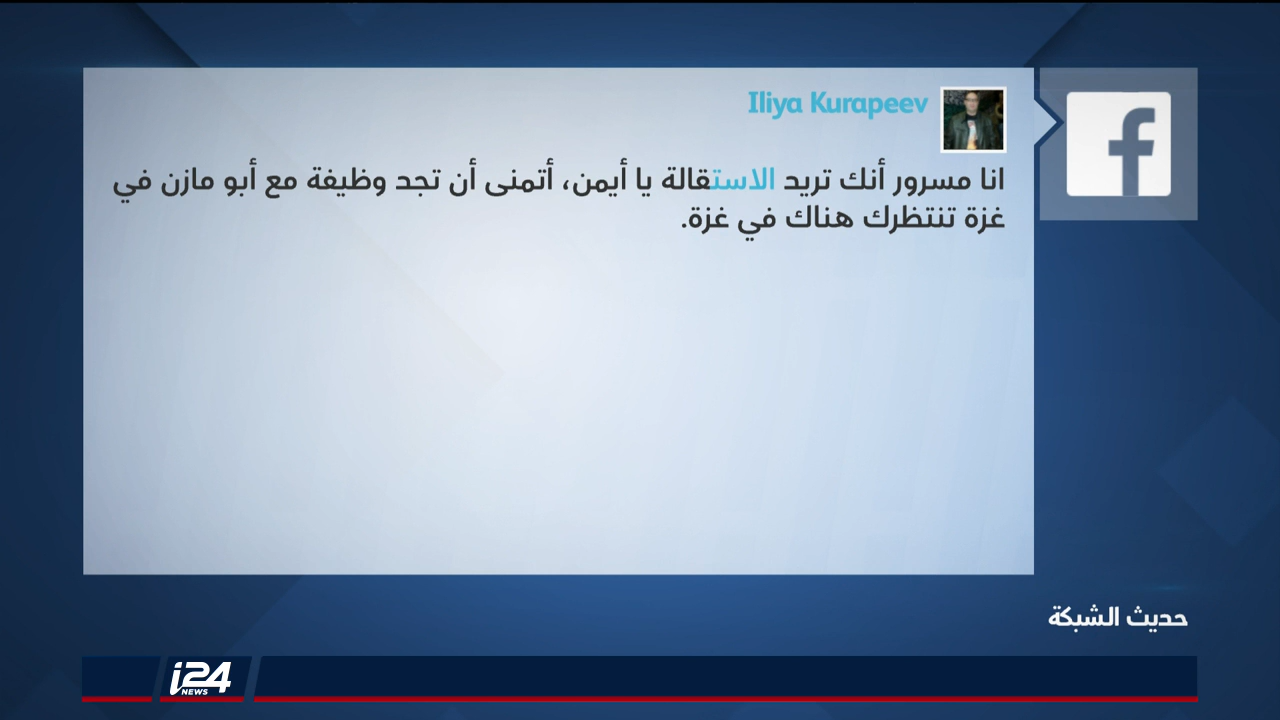 Iliya Kurapeev
انا مسرور أنك تريد الاستقالة يا أيمن، أتمنى أن تجد وظيفة مع أبو مازن في
غزة تنتظرك هناك في غزة.
حديث الشبكة
i24
NEWS